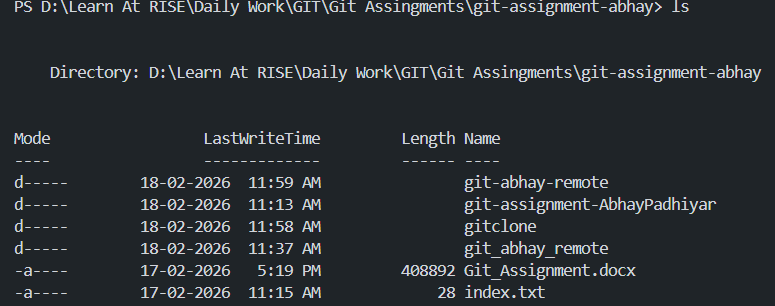 PS D:\Learn At RISE\Daily Work\GIT\Git Assingments\git-assignment-abhay> ls
Directory: D:\Learn At RISE\Daily Work\GIT\Git Assingments\git-assignment-abhay
Mode                 LastWriteTime         Length Name
----                 -------------         ------ ----
d-----        18-02-2026  11:59 AM                git-abhay-remote
d-----        18-02-2026  11:13 AM                git-assignment-AbhayPadhiyar
d-----        18-02-2026  11:58 AM                gitclone
d-----        18-02-2026  11:37 AM                git_abhay_remote
-a----        17-02-2026   5:19 PM         408892 Git_Assignment.docx
-a----        17-02-2026  11:15 AM             28 index.txt